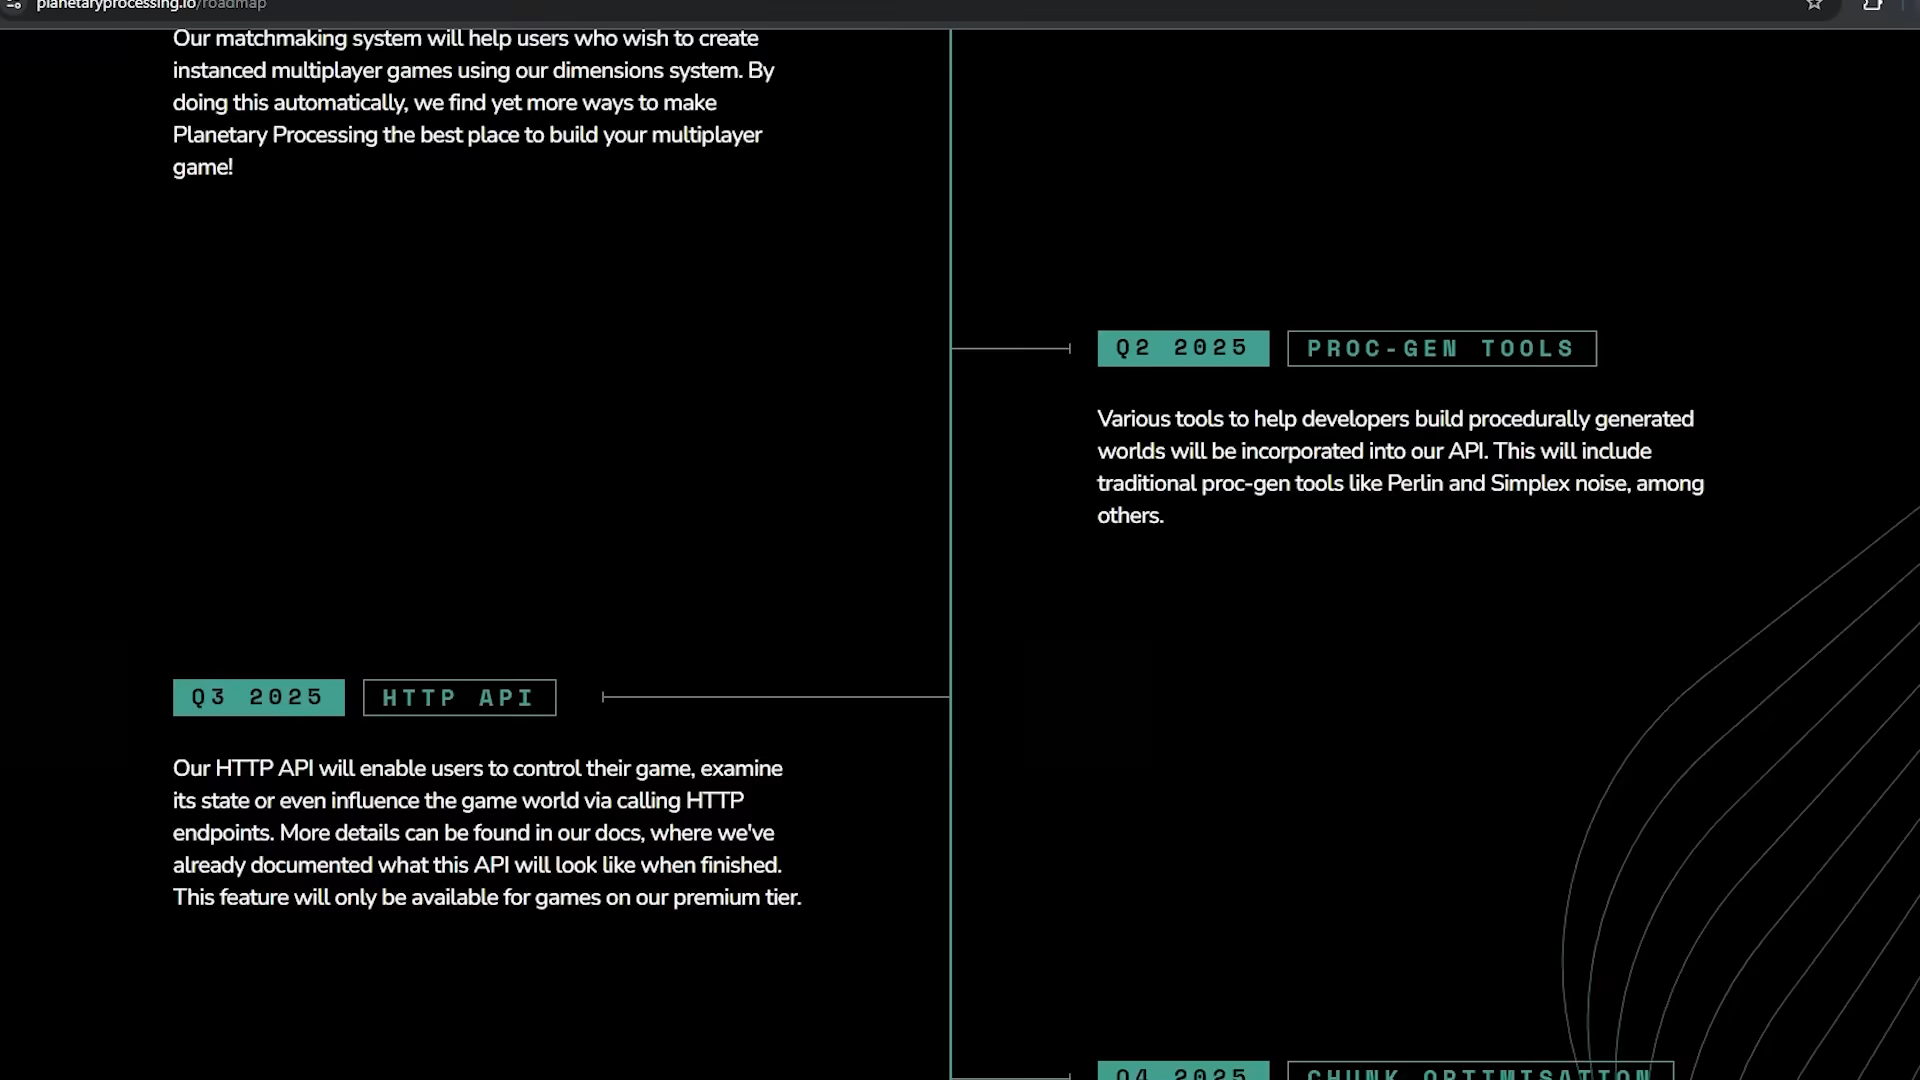 planetaryprocessing.io/roadmap
Our matchmaking system will help users who wish to create
instanced multiplayer games using our dimensions system. By
doing this automatically, we find yet more ways to make
Planetary Processing the best place to build your multiplayer
game!
Q2 2025 PROC-GEN TOOLS
Various tools to help developers build procedurally generated
worlds will be incorporated into our API. This will include
traditional proc-gen tools like Perlin and Simplex noise, among
others.
Q3 2025 HTTP API
Our HTTP API will enable users to control their game, examine
its state or even influence the game world via calling HTTP
endpoints. More details can be found in our docs, where we've
already documented what this API will look like when finished.
This feature will only be available for games on our premium tier.
Q4 2025 CHUNK OPTIMISATION